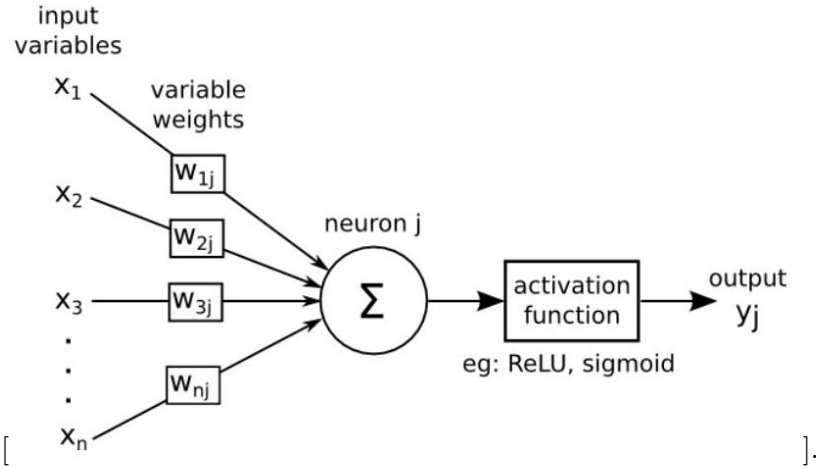 input
variables
x₁
variable
weights
w₁ⱼ
x₂
w₂ⱼ
neuron j
x₃
w₃ⱼ
Σ
activation
function
output
yⱼ
eg: ReLU, sigmoid
.
.
.
wₙⱼ
xₙ
[ ].